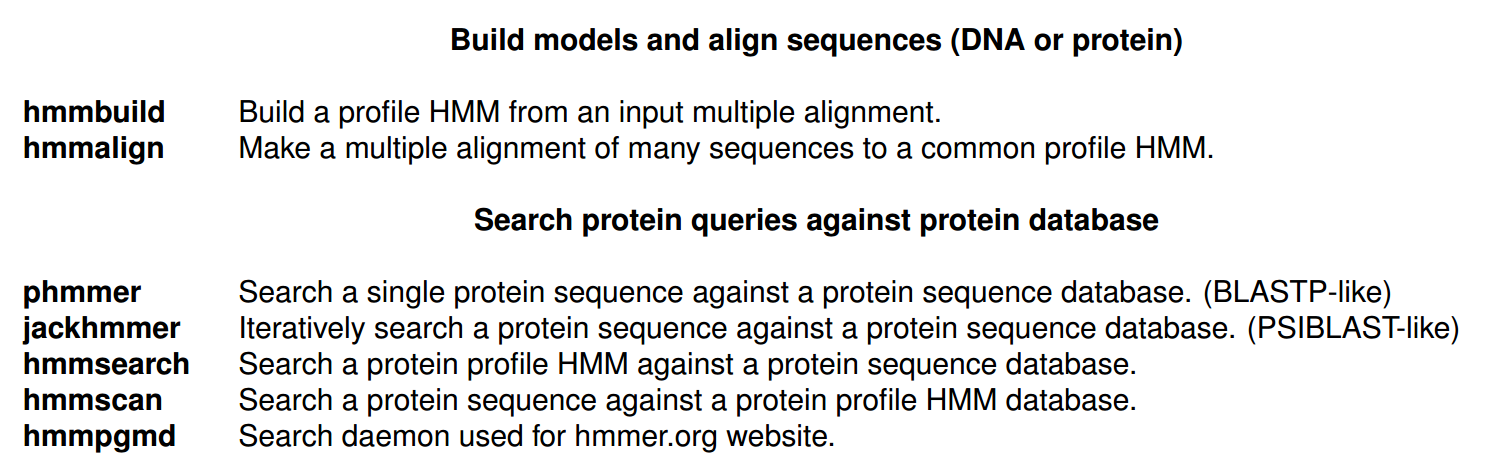 Build models and align sequences (DNA or protein)
hmmbuild Build a profile HMM from an input multiple alignment.
hmmalign Make a multiple alignment of many sequences to a common profile HMM.
Search protein queries against protein database
phmmer Search a single protein sequence against a protein sequence database. (BLASTP-like)
jackhmmer Iteratively search a protein sequence against a protein sequence database. (PSIBLAST-like)
hmmsearch Search a protein profile HMM against a protein sequence database.
hmmscan Search a protein sequence against a protein profile HMM database.
hmmpgmd Search daemon used for hmmer.org website.